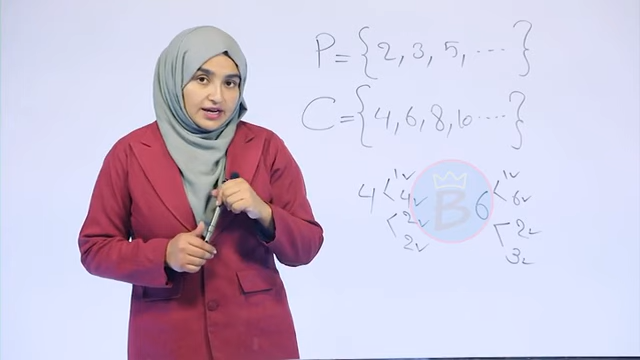 P = {2, 3, 5, ....}
C = {4, 6, 8, 10 ....}
4 < 1✓ 4✓ < 2✓ 2✓
B
6 < 1✓ 6✓ < 2✓ 3✓